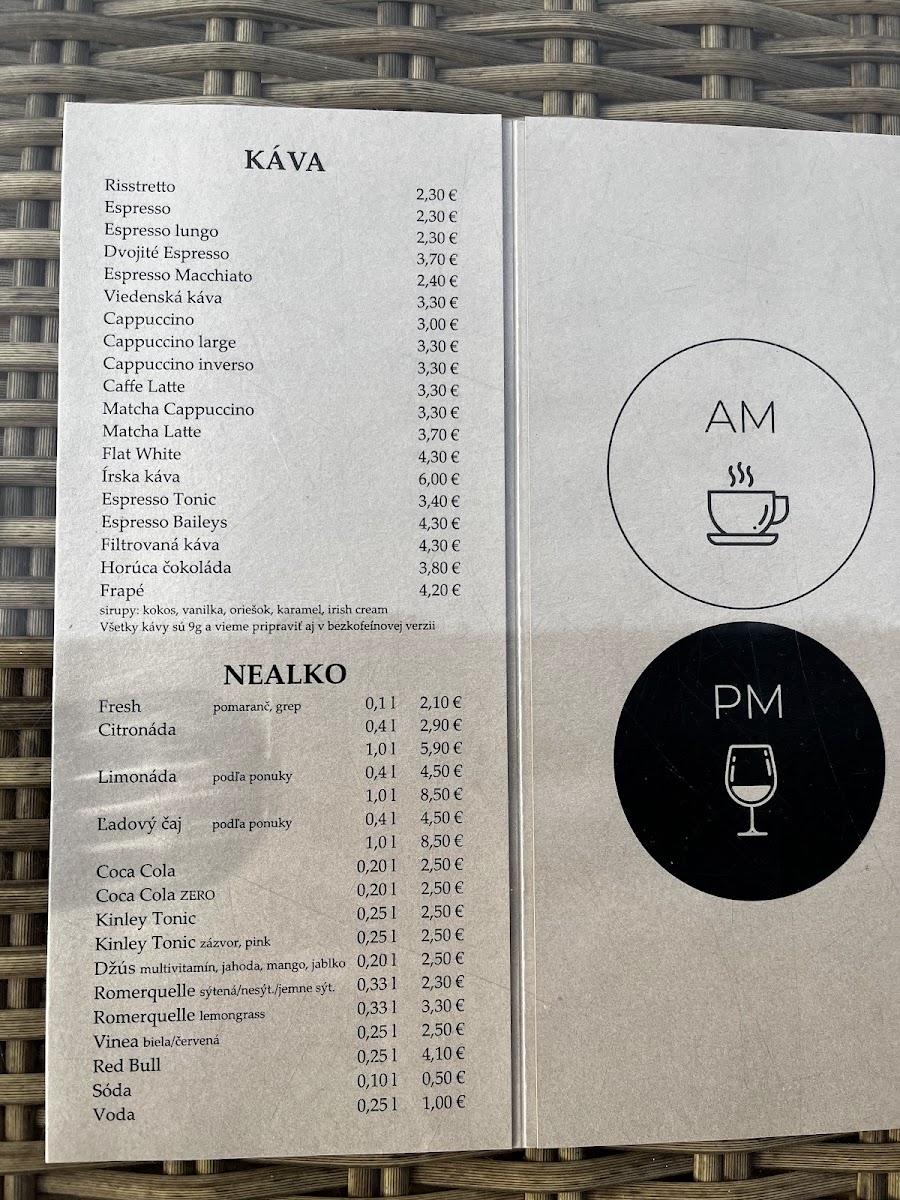 KÁVA
Risstretto 2,30 €
Espresso 2,30 €
Espresso lungo 2,30 €
Dvojité Espresso 3,70 €
Espresso Macchiato 2,40 €
Viedenská káva 3,30 €
Cappuccino 3,00 €
Cappuccino large 3,30 €
Cappuccino inverso 3,30 €
Caffe Latte 3,30 €
Matcha Cappuccino 3,30 €
Matcha Latte 3,70 €
Flat White 4,30 €
Írska káva 6,00 €
Espresso Tonic 3,40 €
Espresso Baileys 4,30 €
Filtrovaná káva 4,30 €
Horúca čokoláda 3,80 €
Frapé 4,20 €
sirupy: kokos, vanilka, oriešok, karamel, irish cream
Všetky kávy sú 9g a vieme pripraviť aj v bezkofeínovej verzii
NEALKO
Fresh pomaranč, grep 0,1 l 2,10 €
Citronáda 0,4 l 2,90 €
1,0 l 5,90 €
Limonáda podľa ponuky 0,4 l 4,50 €
1,0 l 8,50 €
Ľadový čaj podľa ponuky 0,4 l 4,50 €
1,0 l 8,50 €
Coca Cola 0,20 l 2,50 €
Coca Cola ZERO 0,20 l 2,50 €
Kinley Tonic 0,25 l 2,50 €
Kinley Tonic zázvor, pink 0,25 l 2,50 €
Džús multivitamín, jahoda, mango, jablko 0,20 l 2,50 €
Romerquelle sýtená/nesýt./jemne sýt. 0,33 l 2,30 €
Romerquelle lemongrass 0,33 l 3,30 €
Vinea biela/červená 0,25 l 2,50 €
Red Bull 0,25 l 4,10 €
Sóda 0,10 l 0,50 €
Voda 0,25 l 1,00 €
AM
PM